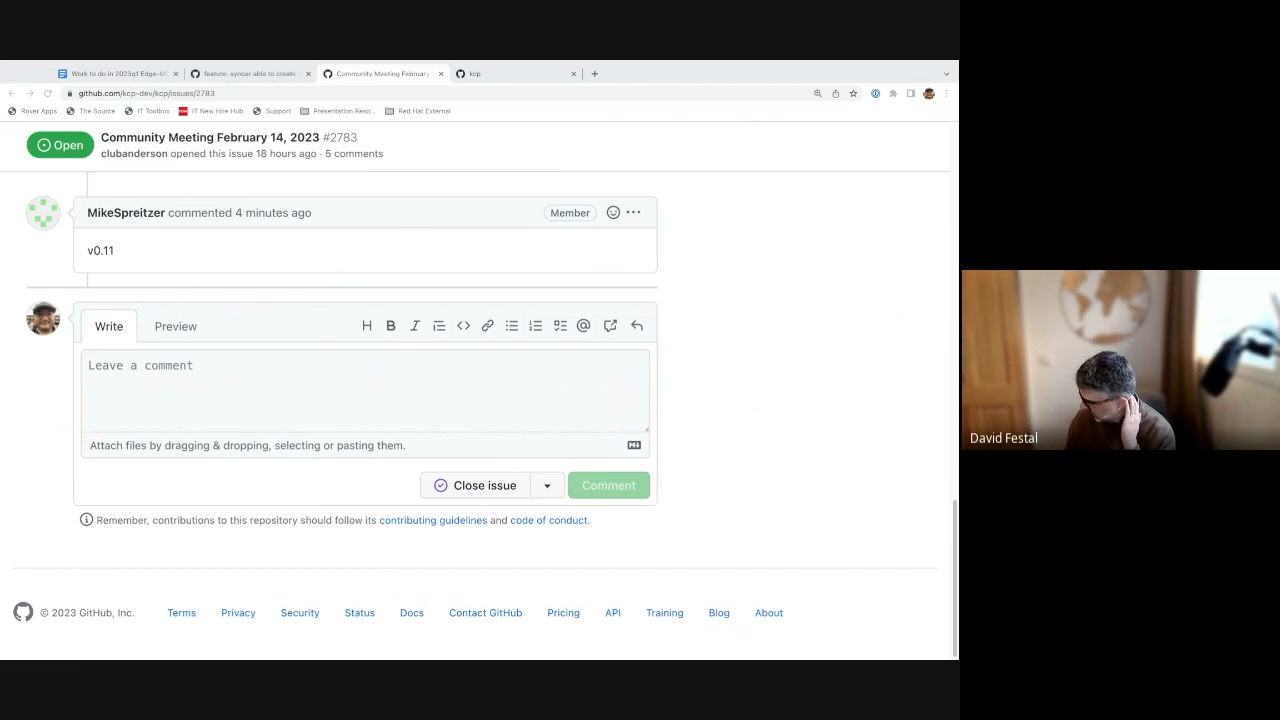 Work to do in 2023q1 Edge-M
feature: syncer able to create
Community Meeting February
kcp
github.com/kcp-dev/kcp/issues/2783
Rover Apps
The Source
IT Toolbox
IT New Hire Hub
Support
Presentation Reso...
Red Hat External
Open
Community Meeting February 14, 2023 #2783
clubanderson opened this issue 18 hours ago · 5 comments
MikeSpreitzer commented 4 minutes ago
Member
v0.11
Write
Preview
Leave a comment
Attach files by dragging & dropping, selecting or pasting them.
Close issue
Comment
Remember, contributions to this repository should follow its contributing guidelines and code of conduct.
© 2023 GitHub, Inc.
Terms
Privacy
Security
Status
Docs
Contact GitHub
Pricing
API
Training
Blog
About
David Festal